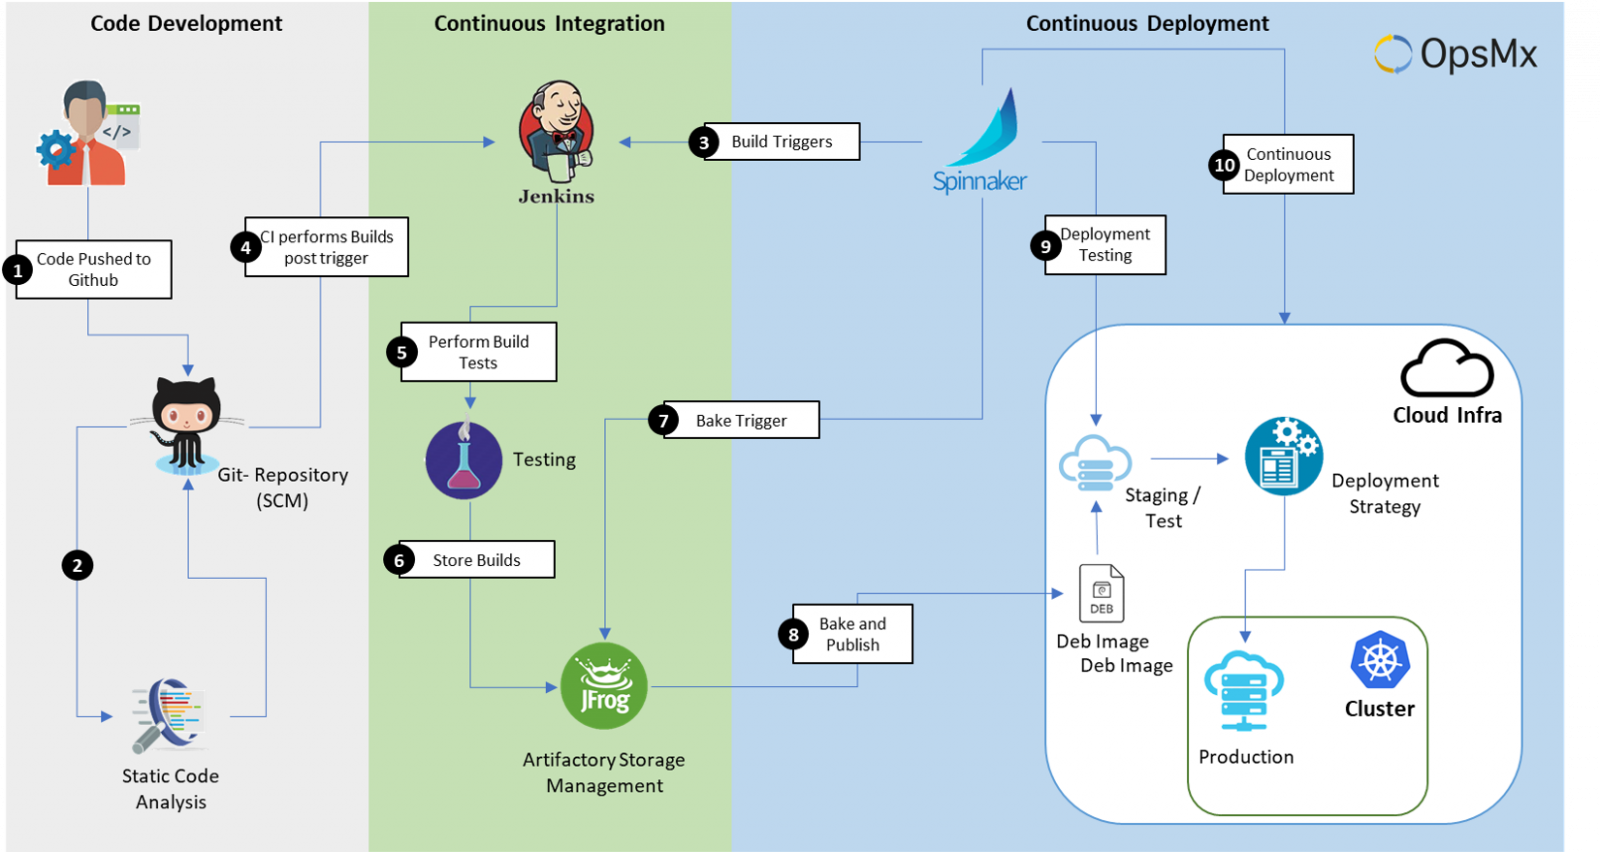 Code Development
Continuous Integration
Continuous Deployment
OpsMx
</>
Jenkins
3
Build Triggers
Spinnaker
10
Continuous
Deployment
1
Code Pushed to
Github
4
CI performs Builds
post trigger
9
Deployment
Testing
5
Perform Build
Tests
7
Bake Trigger
Cloud Infra
Git- Repository
(SCM)
Testing
Staging /
Test
Deployment
Strategy
2
6
Store Builds
8
Bake and
Publish
DEB
Deb Image
Deb Image
JFrog
Cluster
Static Code
Analysis
Artifactory Storage
Management
Production